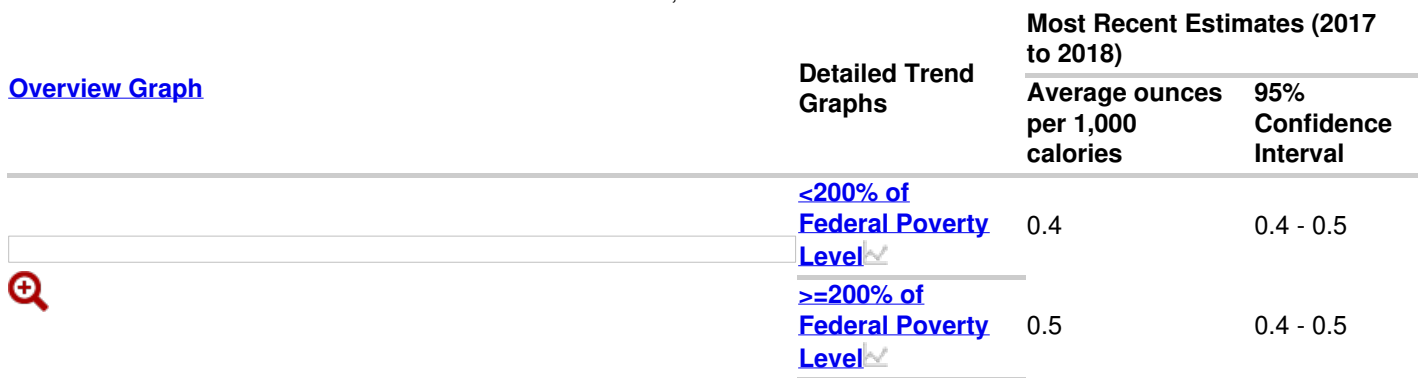 Most Recent Estimates (2017
to 2018)
Overview Graph
Detailed Trend
Graphs
Average ounces
per 1,000
calories
95%
Confidence
Interval
<200% of
Federal Poverty
Level
0.4
0.4 - 0.5
>=200% of
Federal Poverty
Level
0.5
0.4 - 0.5